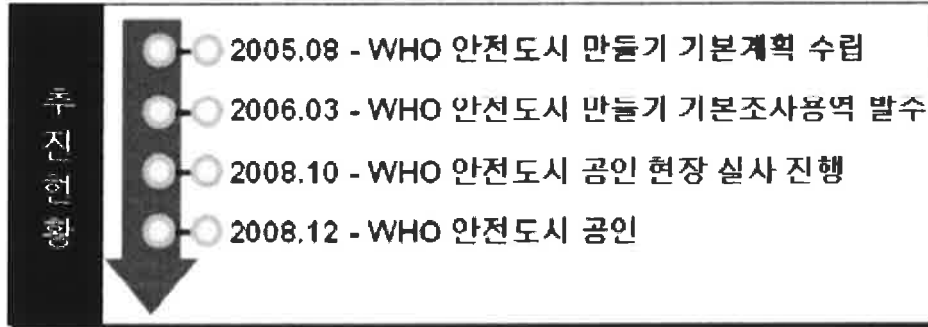 추
진
현
황
2005.08 - WHO 안전도시 만들기 기본계획 수립
2006.03 - WHO 안전도시 만들기 기본조사용역 발수
2008.10 - WHO 안전도시 공인 현장 실사 진행
2008.12 - WHO 안전도시 공인